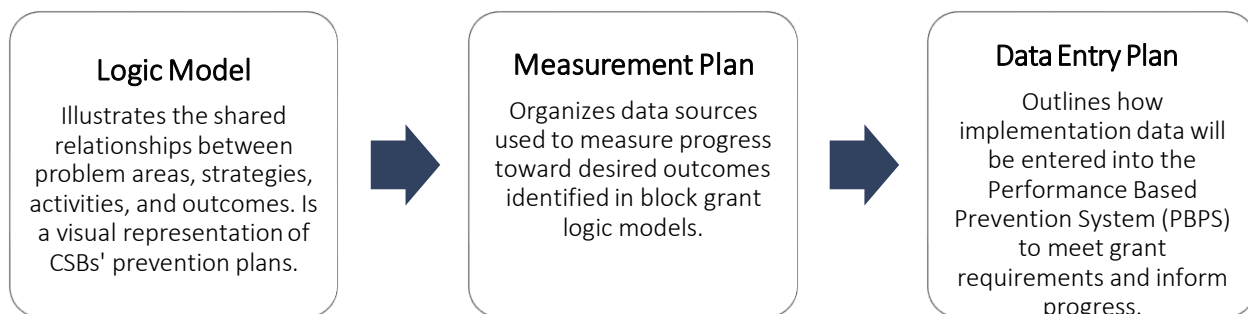 Logic Model
Illustrates the shared
relationships between
problem areas, strategies,
activities, and outcomes. Is
a visual representation of
CSBs' prevention plans.
Measurement Plan
Organizes data sources
used to measure progress
toward desired outcomes
identified in block grant
logic models.
Data Entry Plan
Outlines how
implementation data will
be entered into the
Performance Based
Prevention System (PBPS)
to meet grant
requirements and inform
progress.